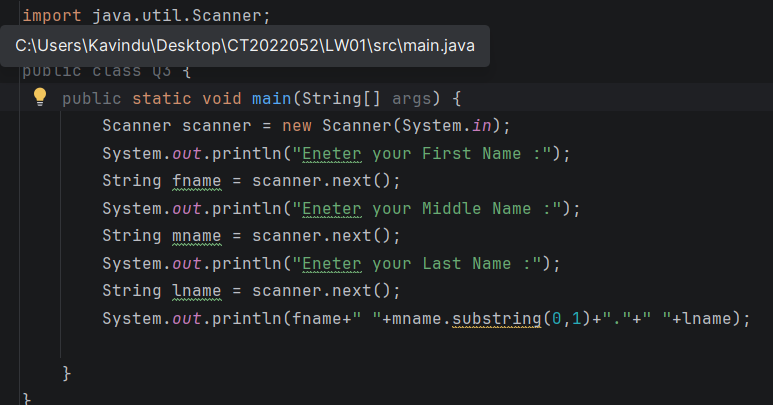 import java.util.Scanner;
C:\Users\Kavindu\Desktop\CT2022052\LW01\src\main.java
public class Q3 {
public static void main(String[] args) {
Scanner scanner = new Scanner(System.in);
System.out.println("Eneter your First Name :");
String fname = scanner.next();
System.out.println("Eneter your Middle Name :");
String mname = scanner.next();
System.out.println("Eneter your Last Name :");
String lname = scanner.next();
System.out.println(fname+" "+mname.substring(0,1)+"."+" "+lname);
}
}